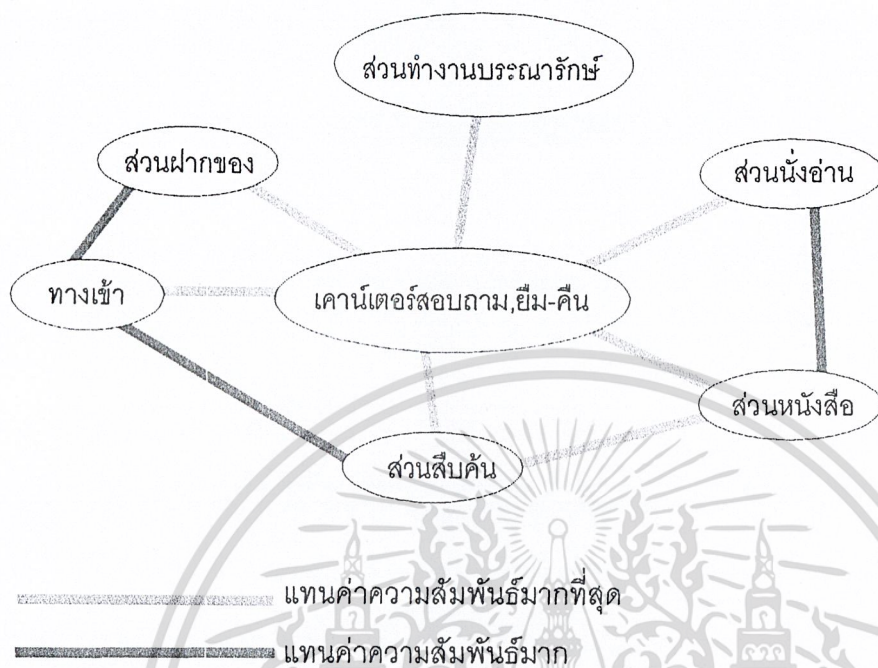 ส่วนทำงานบรรณารักษ์
ส่วนฝากของ
ส่วนนั่งอ่าน
ทางเข้า
เคาน์เตอร์สอบถาม,ยืม-คืน
ส่วนหนังสือ
ส่วนสืบค้น
แทนค่าความสัมพันธ์มากที่สุด
แทนค่าความสัมพันธ์มาก